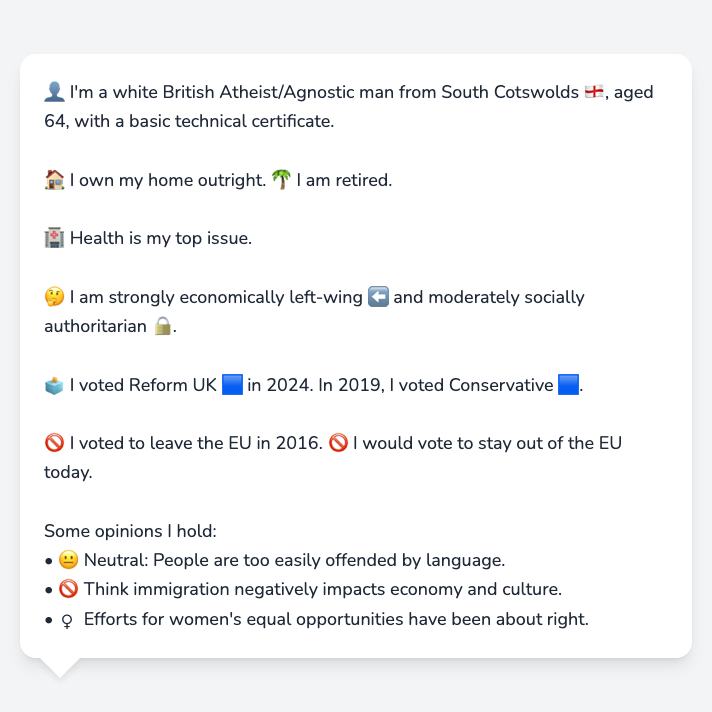 👤 I'm a white British Atheist/Agnostic man from South Cotswolds 🏴󠁧󠁢󠁥󠁮󠁧󠁿, aged
64, with a basic technical certificate.
🏠 I own my home outright. 🌴 I am retired.
🏥 Health is my top issue.
🤔 I am strongly economically left-wing ⬅️ and moderately socially
authoritarian 🔒.
🗳️ I voted Reform UK 🟦 in 2024. In 2019, I voted Conservative 🟦.
🚫 I voted to leave the EU in 2016. 🚫 I would vote to stay out of the EU
today.
Some opinions I hold:
• 😐 Neutral: People are too easily offended by language.
• 🚫 Think immigration negatively impacts economy and culture.
• ♀ Efforts for women's equal opportunities have been about right.